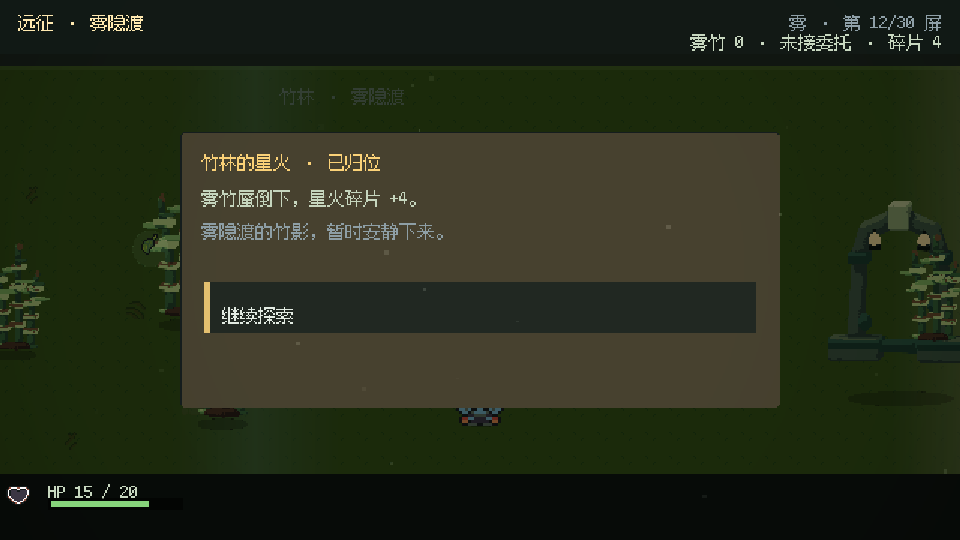 远征 · 雾隐渡
雾 · 第 12/30 屏
雾竹 0 · 未接委托 · 碎片 4
竹林 · 雾隐渡
竹林的星火 · 已归位
雾竹蜃倒下，星火碎片 +4。
雾隐渡的竹影，暂时安静下来。
继续探索
HP 15 / 20